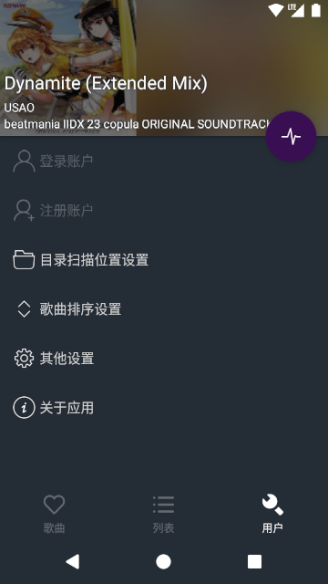 LTE
Dynamite (Extended Mix)
USAO
beatmania IIDX 23 copula ORIGINAL SOUNDTRACK
登录账户
注册账户
目录扫描位置设置
歌曲排序设置
其他设置
关于应用
歌曲
列表
用户